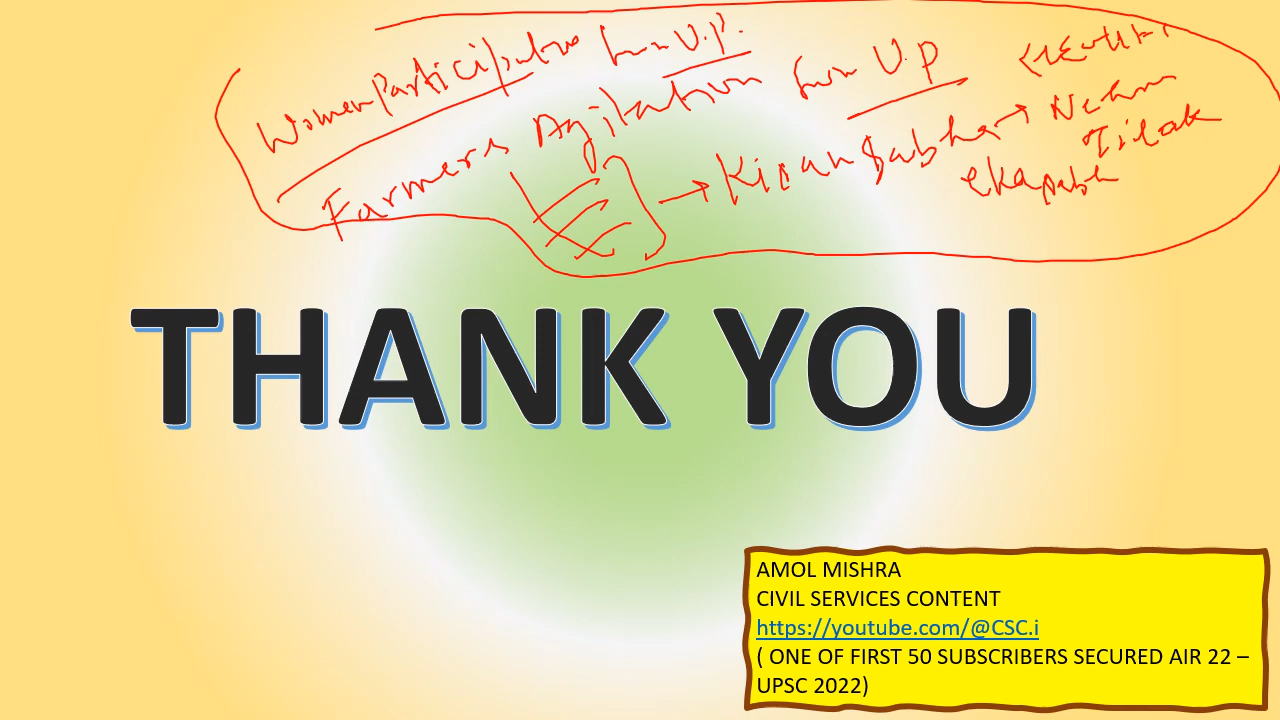 Women Participation from U.P.
Farmers Agitation from U.P
→ Kisan Sabha → Nehru
Tilak
ekapabh
THANK YOU
AMOL MISHRA
CIVIL SERVICES CONTENT
https://youtube.com/@CSC.i
( ONE OF FIRST 50 SUBSCRIBERS SECURED AIR 22 –
UPSC 2022)